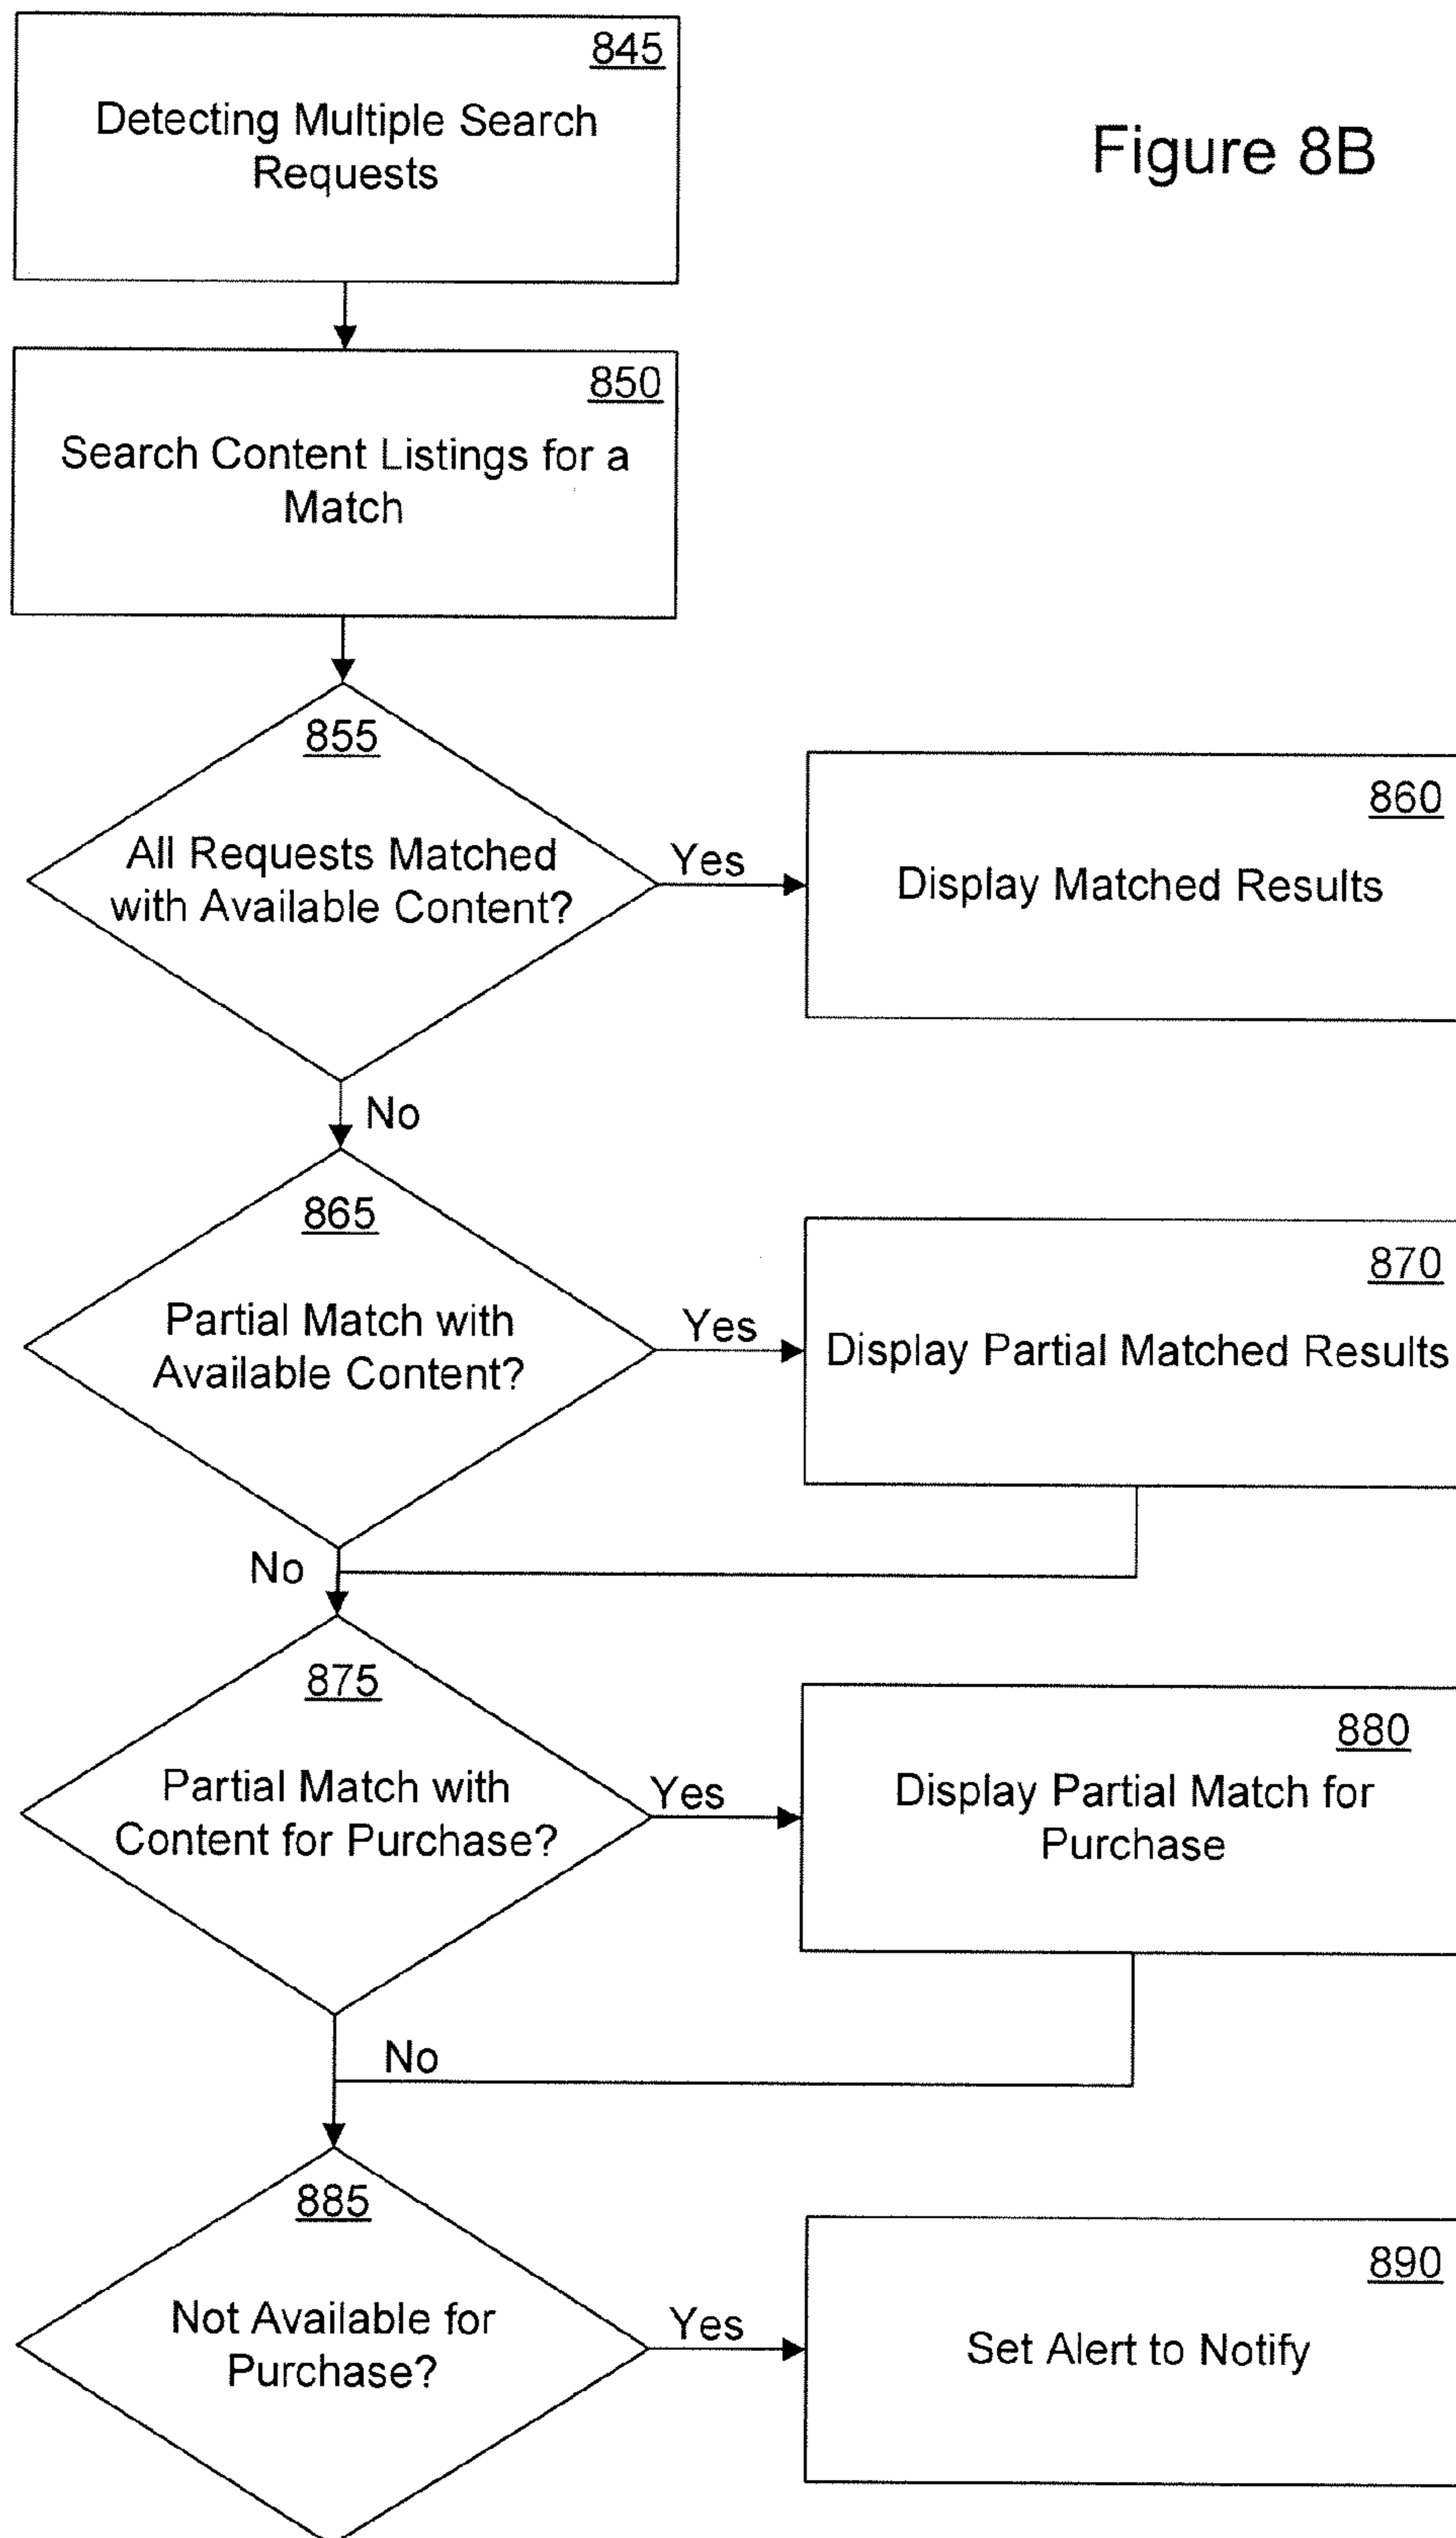 845
Detecting Multiple Search
Requests
Figure 8B
850
Search Content Listings for a
Match
855
All Requests Matched
with Available Content?
Yes
860
Display Matched Results
No
865
Partial Match with
Available Content?
Yes
870
Display Partial Matched Results
No
875
Partial Match with
Content for Purchase?
Yes
880
Display Partial Match for
Purchase
No
885
Not Available for
Purchase?
Yes
890
Set Alert to Notify